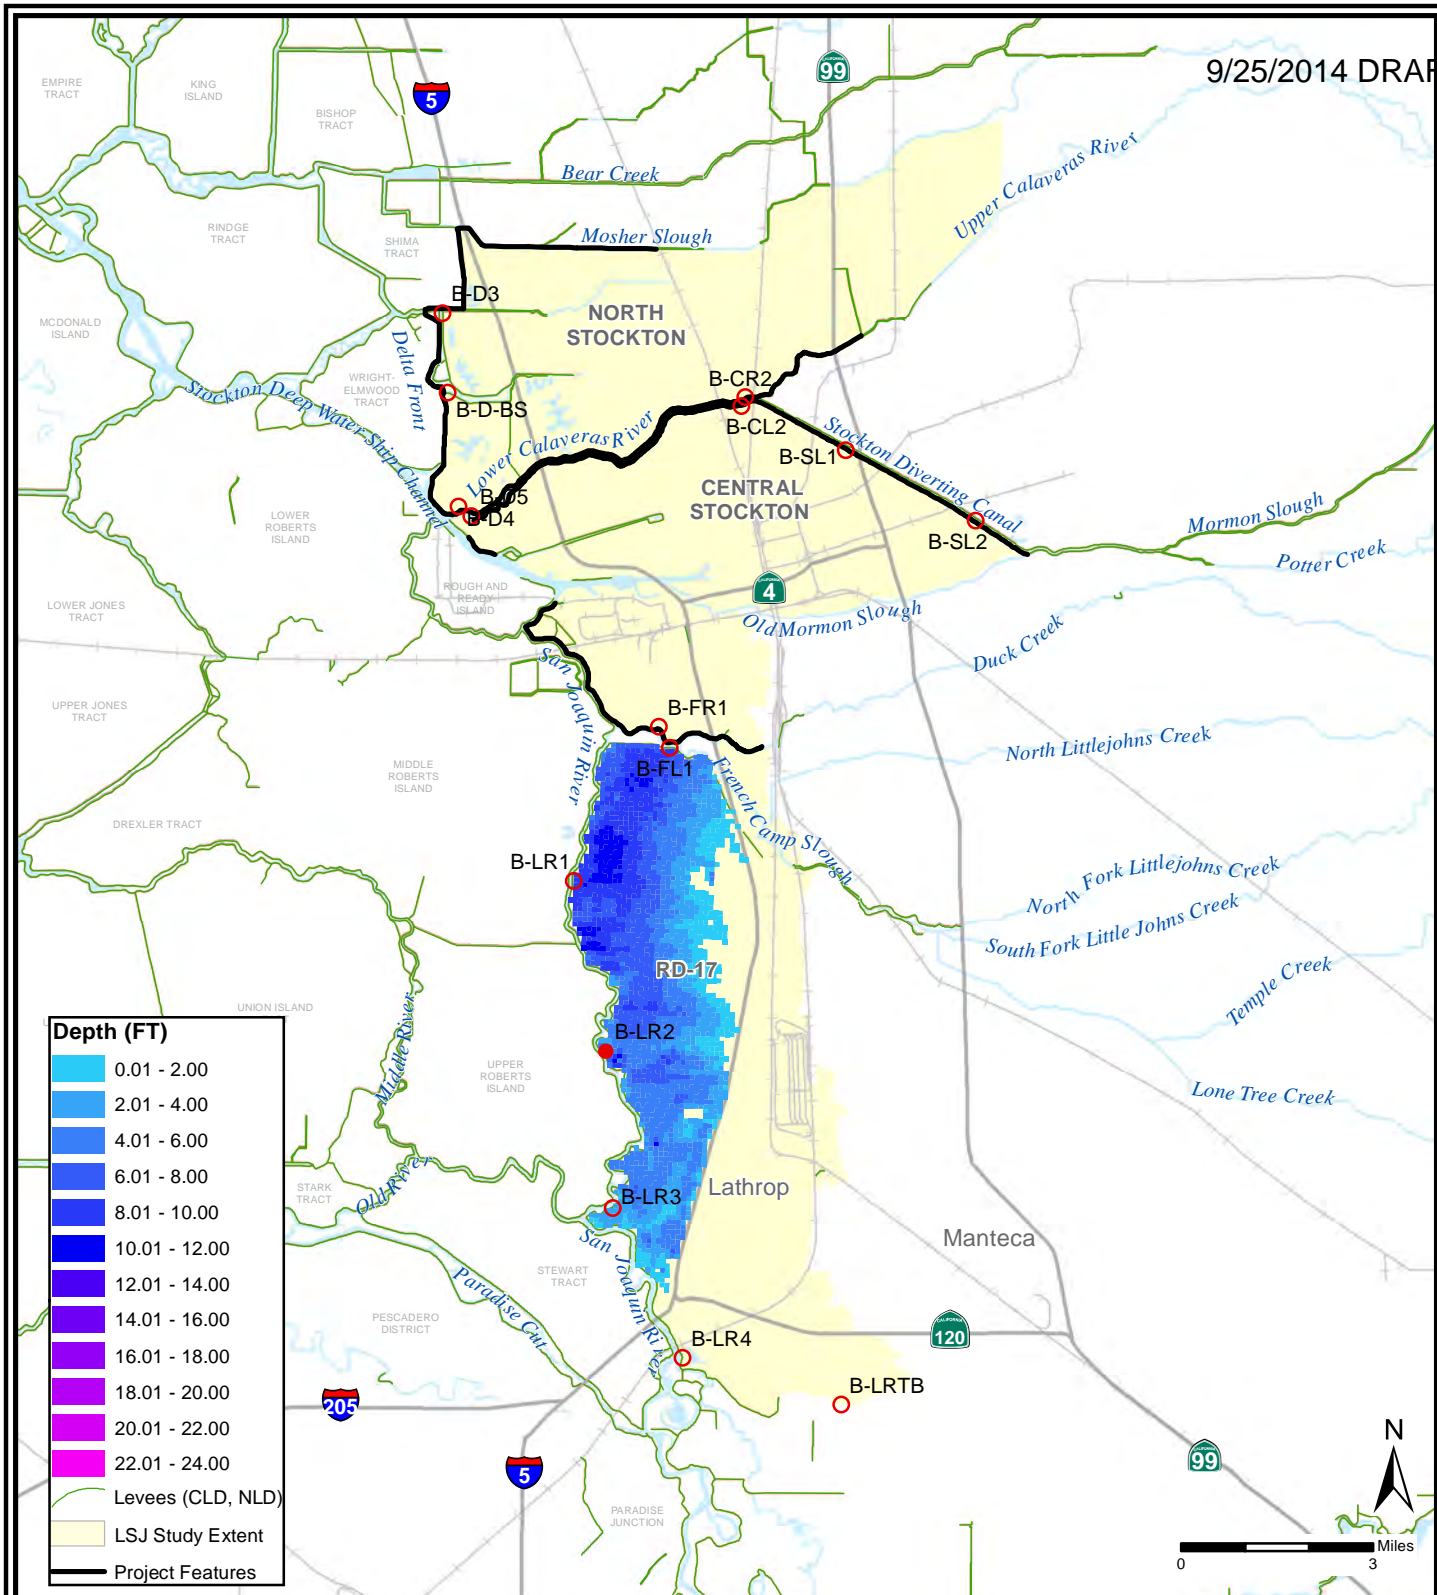 9/25/2014 DRAF
EMPIRE
TRACT
KING
ISLAND
BISHOP
TRACT
5
CALIFORNIA
99
Bear Creek
Upper Calaveras River
RINDGE
TRACT
SHIMA
TRACT
Mosher Slough
B-D3
NORTH
STOCKTON
MCDONALD
ISLAND
Delta Front
WRIGHT-
ELMWOOD
TRACT
B-D-BS
B-CR2
B-CL2
Stockton Deep Water Ship Channel
Lower Calaveras River
Stockton Diverting Canal
B-SL1
CENTRAL
STOCKTON
B-D5
B-D4
B-SL2
LOWER
ROBERTS
ISLAND
Mormon Slough
Potter Creek
ROUGH AND
READY
ISLAND
CALIFORNIA
4
LOWER JONES
TRACT
Old Mormon Slough
Duck Creek
San Joaquin River
UPPER JONES
TRACT
B-FR1
B-FL1
North Littlejohns Creek
MIDDLE
ROBERTS
ISLAND
French Camp Slough
DREXLER TRACT
B-LR1
North Fork Littlejohns Creek
South Fork Little Johns Creek
RD-17
Temple Creek
UNION ISLAND
Middle River
B-LR2
UPPER
ROBERTS
ISLAND
Lone Tree Creek
STARK
TRACT
Old River
B-LR3
Lathrop
Manteca
San Joaquin River
STEWART
TRACT
Paradise Cut
PESCADERO
DISTRICT
CALIFORNIA
120
B-LR4
B-LRTB
205
5
CALIFORNIA
99
PARADISE
JUNCTION
N
Miles
0
3
Depth (FT)
0.01 - 2.00
2.01 - 4.00
4.01 - 6.00
6.01 - 8.00
8.01 - 10.00
10.01 - 12.00
12.01 - 14.00
14.01 - 16.00
16.01 - 18.00
18.01 - 20.00
20.01 - 22.00
22.01 - 24.00
Levees (CLD, NLD)
LSJ Study Extent
Project Features